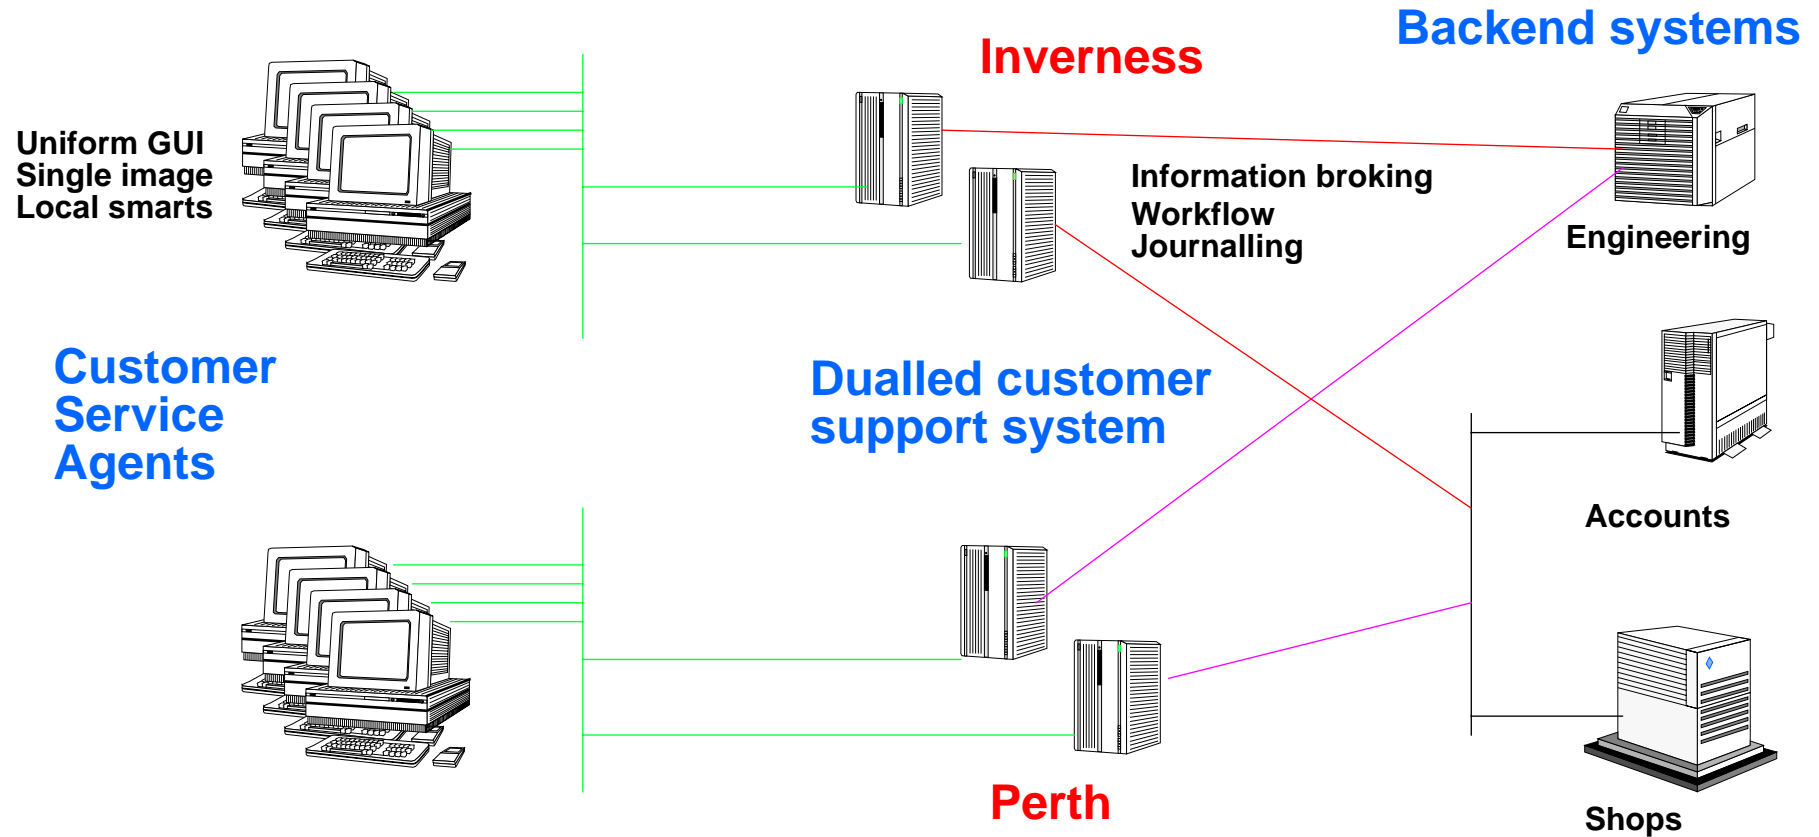 Backend systems
Inverness
Uniform GUI
Single image
Local smarts
Information broking
Workflow
Journalling
Engineering
Customer
Service
Agents
Dualled customer
support system
Accounts
Perth
Shops